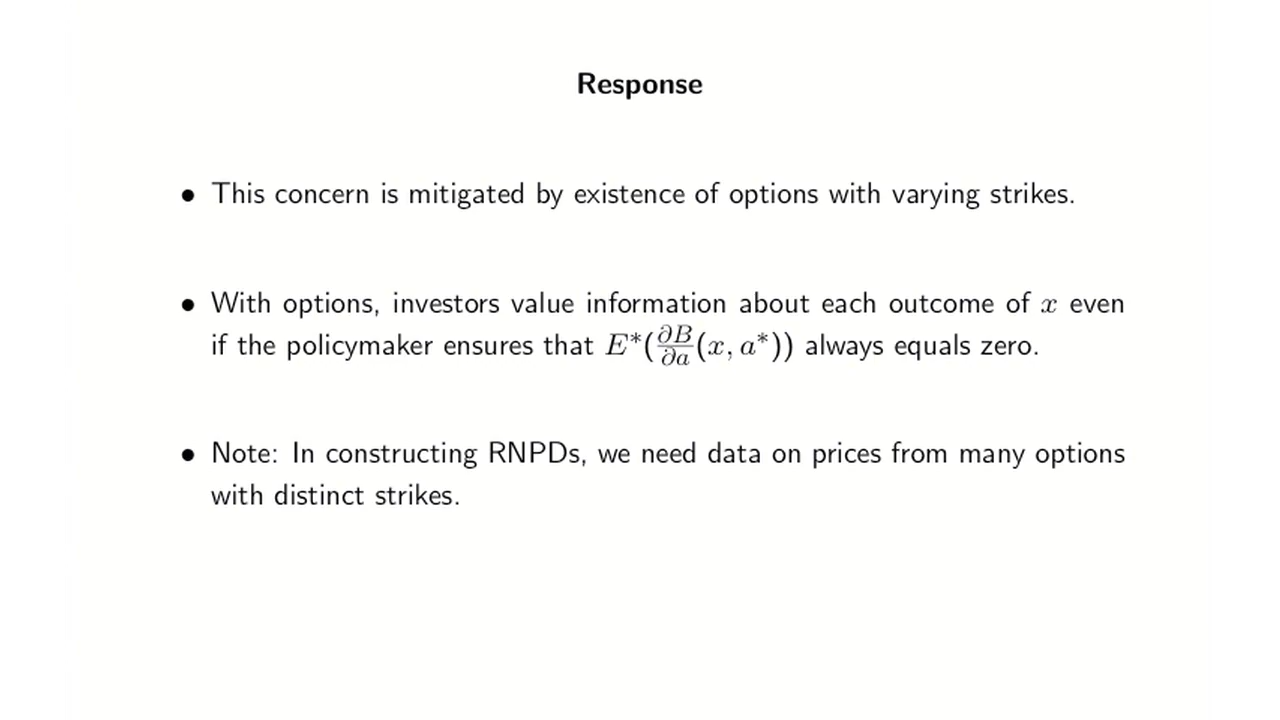 Response
• This concern is mitigated by existence of options with varying strikes.
• With options, investors value information about each outcome of x even
if the policymaker ensures that E*(∂B/∂a(x, a*)) always equals zero.
• Note: In constructing RNPDs, we need data on prices from many options
with distinct strikes.